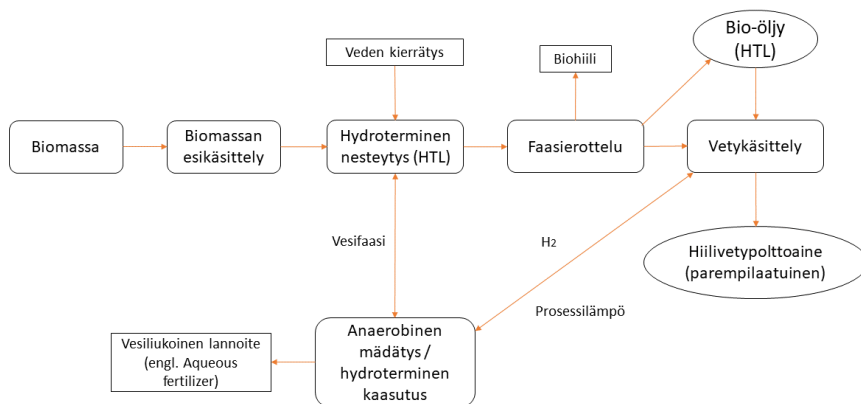 Veden kierrätys
Biohiili
Bio-öljy
(HTL)
Biomassa
Biomassan
esikäsittely
Hydroterminen
nesteytys (HTL)
Faasierottelu
Vetykäsittely
Vesifaasi
H2
Hiilivetypolttoaine
(parempilaatuinen)
Prosessilämpö
Vesiliukoinen lannoite
(engl. Aqueous
fertilizer)
Anaerobinen
mädätys /
hydroterminen
kaasutus